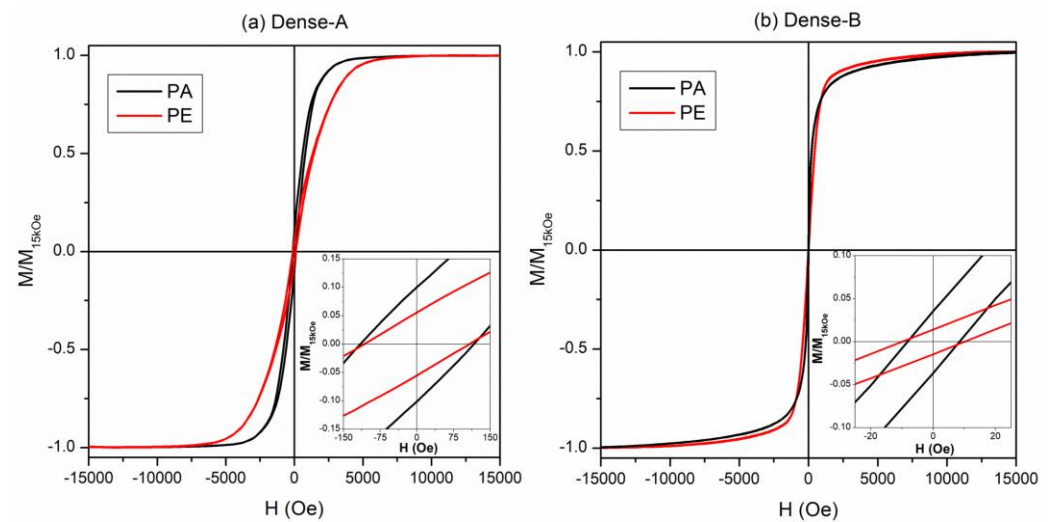 (a) Dense-A
1.0
0.5
0.0
-0.5
-1.0
M/M15kOe
PA
PE
-15000 -10000 -5000 0 5000 10000 15000
H (Oe)
0.15
0.10
0.05
0.00
-0.05
-0.10
-0.15
M/M15kOe
-150 -75 0 75 150
H (Oe)
(b) Dense-B
1.0
0.5
0.0
-0.5
-1.0
M/M15kOe
PA
PE
-15000 -10000 -5000 0 5000 10000 15000
H (Oe)
0.10
0.05
0.00
-0.05
-0.10
M/M15kOe
-20 0 20
H (Oe)